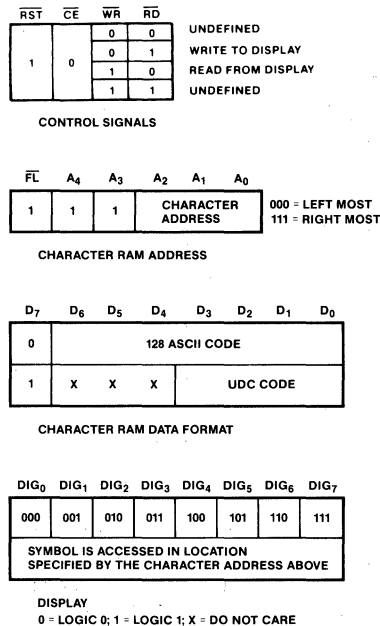 RST CE WR RD
0 0 UNDEFINED
0 1 WRITE TO DISPLAY
1 0
1 0 READ FROM DISPLAY
1 1 UNDEFINED
CONTROL SIGNALS
FL A4 A3 A2 A1 A0
1 1 1 CHARACTER ADDRESS
000 = LEFT MOST
111 = RIGHT MOST
CHARACTER RAM ADDRESS
D7 D6 D5 D4 D3 D2 D1 D0
0 128 ASCII CODE
1 X X X UDC CODE
CHARACTER RAM DATA FORMAT
DIG0 DIG1 DIG2 DIG3 DIG4 DIG5 DIG6 DIG7
000 001 010 011 100 101 110 111
SYMBOL IS ACCESSED IN LOCATION
SPECIFIED BY THE CHARACTER ADDRESS ABOVE
DISPLAY
0 = LOGIC 0; 1 = LOGIC 1; X = DO NOT CARE